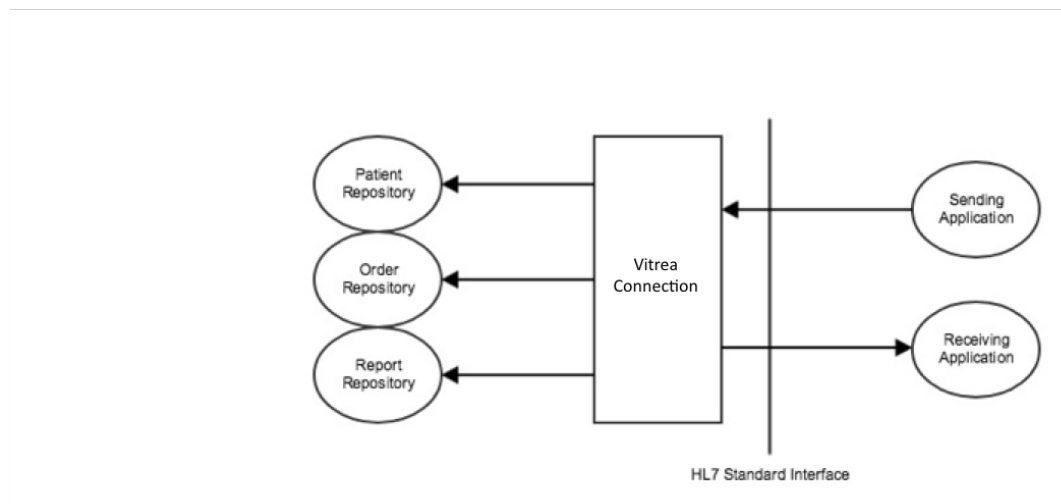 Patient
Repository
Order
Repository
Report
Repository
Vitrea
Connection
Sending
Application
Receiving
Application
HL7 Standard Interface